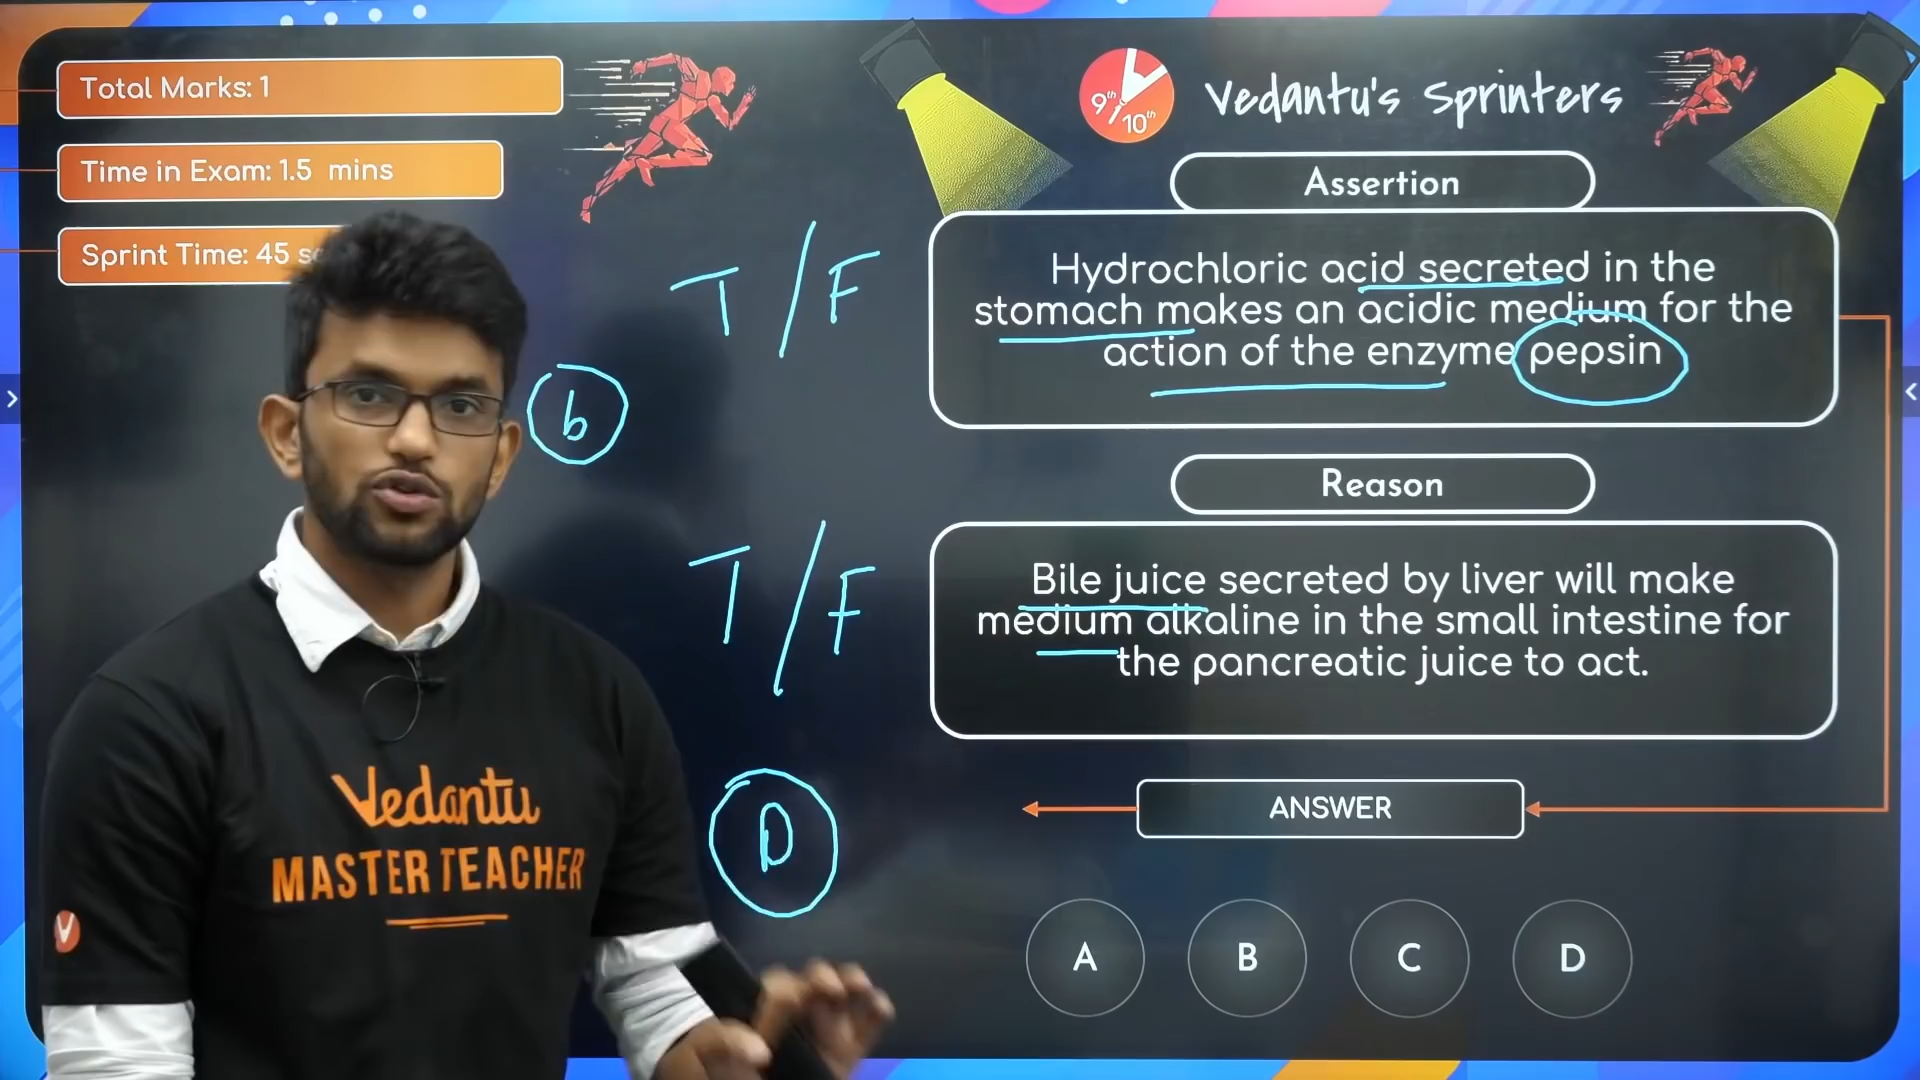 Total Marks: 1
Time in Exam: 1.5 mins
Sprint Time: 45
9th
10th
Vedantu's Sprinters
Assertion
Hydrochloric acid secreted in the
stomach makes an acidic medium for the
action of the enzyme pepsin
T / F
b
Reason
Bile juice secreted by liver will make
medium alkaline in the small intestine for
the pancreatic juice to act.
T / F
D
ANSWER
A B C D
Vedantu
MASTER TEACHER